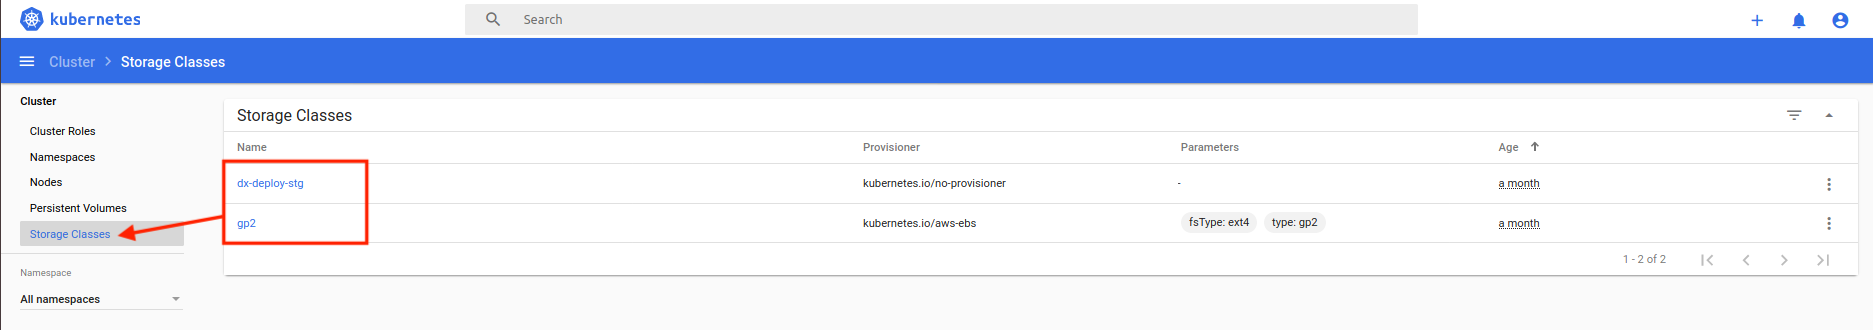 kubernetes
Search
Cluster > Storage Classes
Cluster
Cluster Roles
Namespaces
Nodes
Persistent Volumes
Storage Classes
Namespace
All namespaces
Storage Classes
Name Provisioner Parameters Age
dx-deploy-stg kubernetes.io/no-provisioner - a month
gp2 kubernetes.io/aws-ebs fsType: ext4 type: gp2 a month
1 - 2 of 2